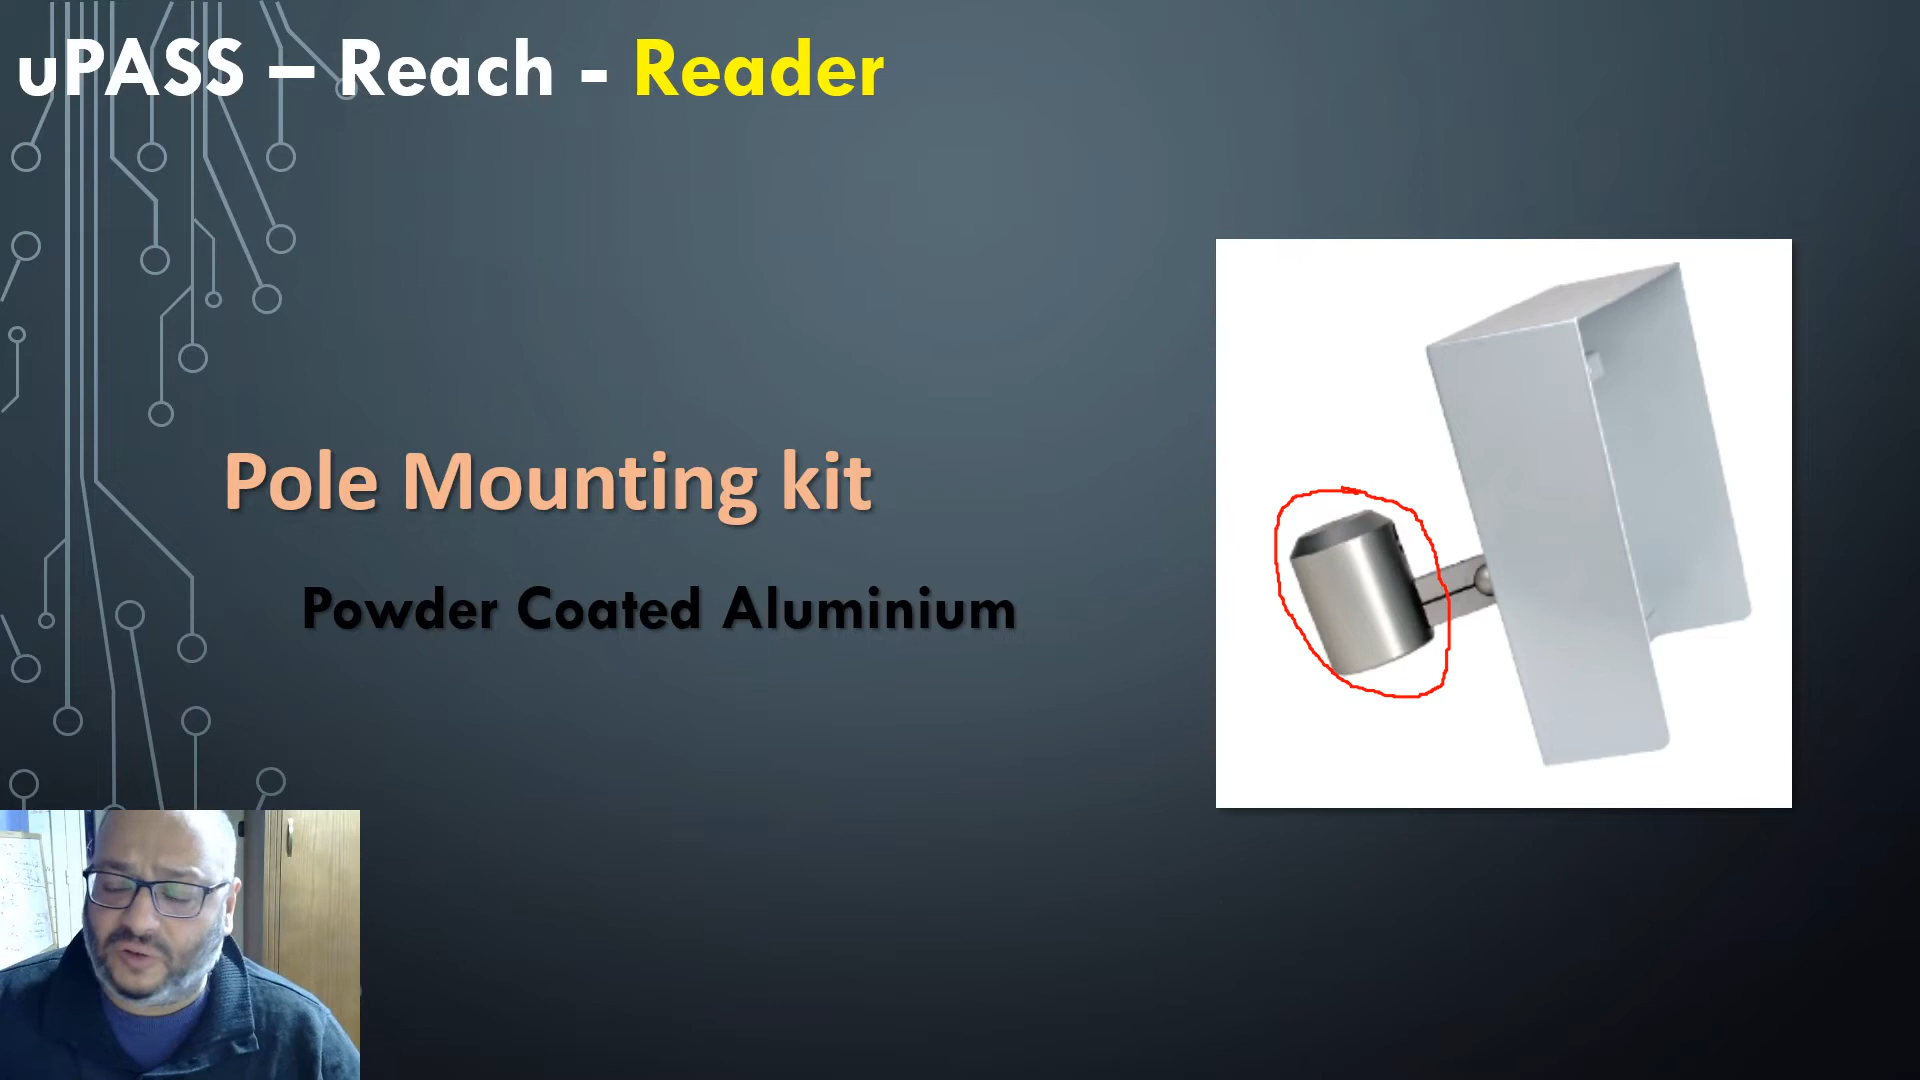 uPASS – Reach - Reader
Pole Mounting kit
Powder Coated Aluminium